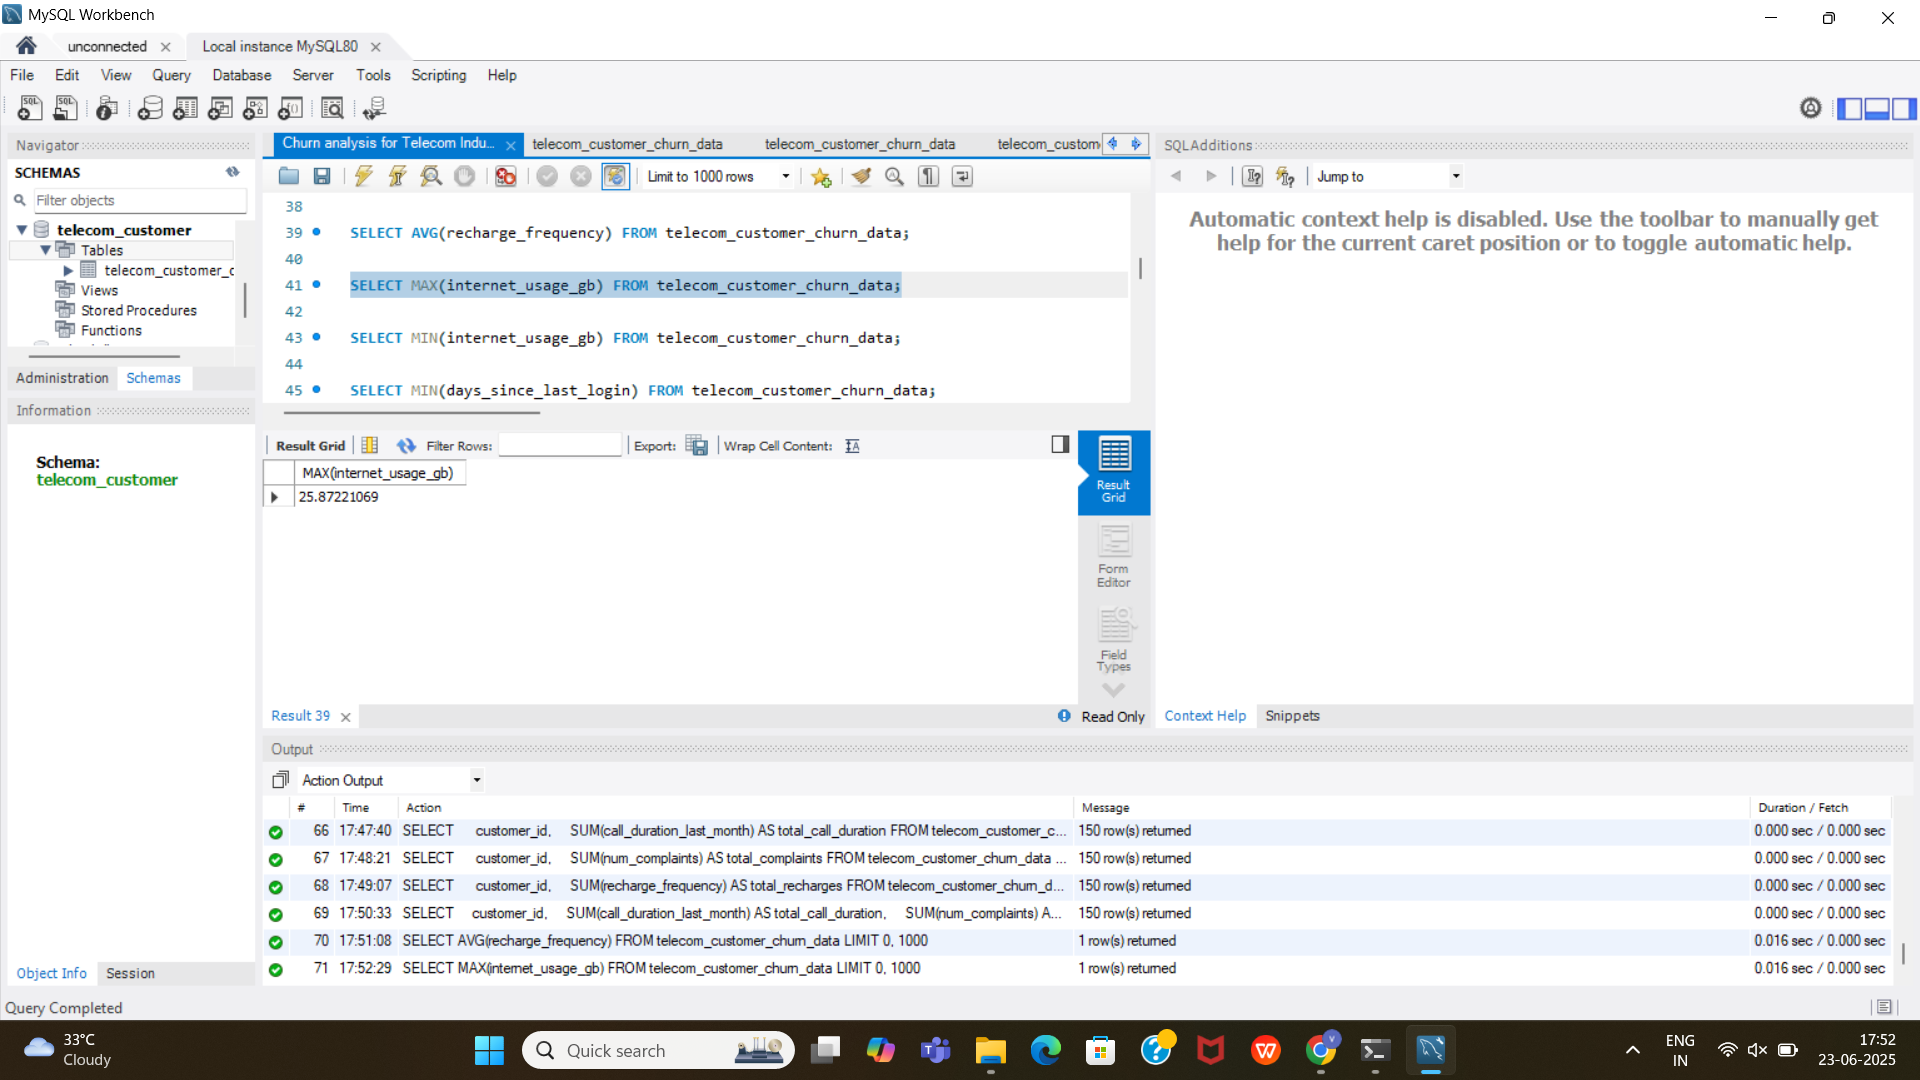 MySQL Workbench
unconnected
Local instance MySQL80
File Edit View Query Database Server Tools Scripting Help
Navigator
SCHEMAS
Filter objects
telecom_customer
Tables
telecom_customer_c
Views
Stored Procedures
Functions
Administration Schemas
Information
Schema:
telecom_customer
Object Info Session
Churn analysis for Telecom Indu...
telecom_customer_churn_data
telecom_customer_churn_data
telecom_custom
Limit to 1000 rows
38
39 SELECT AVG(recharge_frequency) FROM telecom_customer_churn_data;
40
41 SELECT MAX(internet_usage_gb) FROM telecom_customer_churn_data;
42
43 SELECT MIN(internet_usage_gb) FROM telecom_customer_churn_data;
44
45 SELECT MIN(days_since_last_login) FROM telecom_customer_churn_data;
Result Grid Filter Rows: Export: Wrap Cell Content:
MAX(internet_usage_gb)
25.87221069
Result Grid
Form Editor
Field Types
Result 39
Read Only
SQLAdditions
Jump to
Automatic context help is disabled. Use the toolbar to manually get
help for the current caret position or to toggle automatic help.
Context Help Snippets
Output
Action Output
# Time Action Message Duration / Fetch
66 17:47:40 SELECT customer_id, SUM(call_duration_last_month) AS total_call_duration FROM telecom_customer_c... 150 row(s) returned 0.000 sec / 0.000 sec
67 17:48:21 SELECT customer_id, SUM(num_complaints) AS total_complaints FROM telecom_customer_churn_data ... 150 row(s) returned 0.000 sec / 0.000 sec
68 17:49:07 SELECT customer_id, SUM(recharge_frequency) AS total_recharges FROM telecom_customer_churn_d... 150 row(s) returned 0.000 sec / 0.000 sec
69 17:50:33 SELECT customer_id, SUM(call_duration_last_month) AS total_call_duration, SUM(num_complaints) A... 150 row(s) returned 0.000 sec / 0.000 sec
70 17:51:08 SELECT AVG(recharge_frequency) FROM telecom_customer_churn_data LIMIT 0, 1000 1 row(s) returned 0.016 sec / 0.000 sec
71 17:52:29 SELECT MAX(internet_usage_gb) FROM telecom_customer_churn_data LIMIT 0, 1000 1 row(s) returned 0.016 sec / 0.000 sec
Query Completed
33°C
Cloudy
Quick search
ENG
IN
17:52
23-06-2025